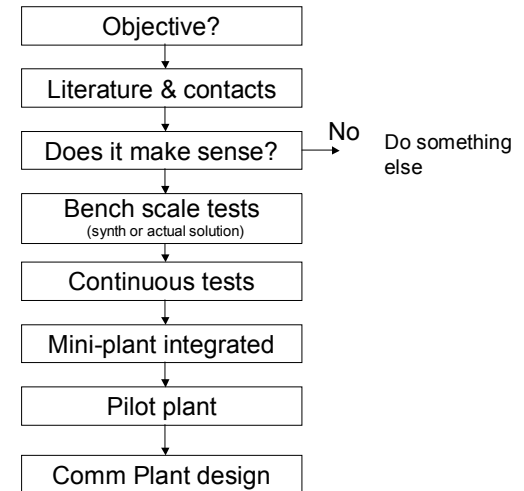 Objective?
Literature & contacts
Does it make sense?
No
Do something
else
Bench scale tests
(synth or actual solution)
Continuous tests
Mini-plant integrated
Pilot plant
Comm Plant design